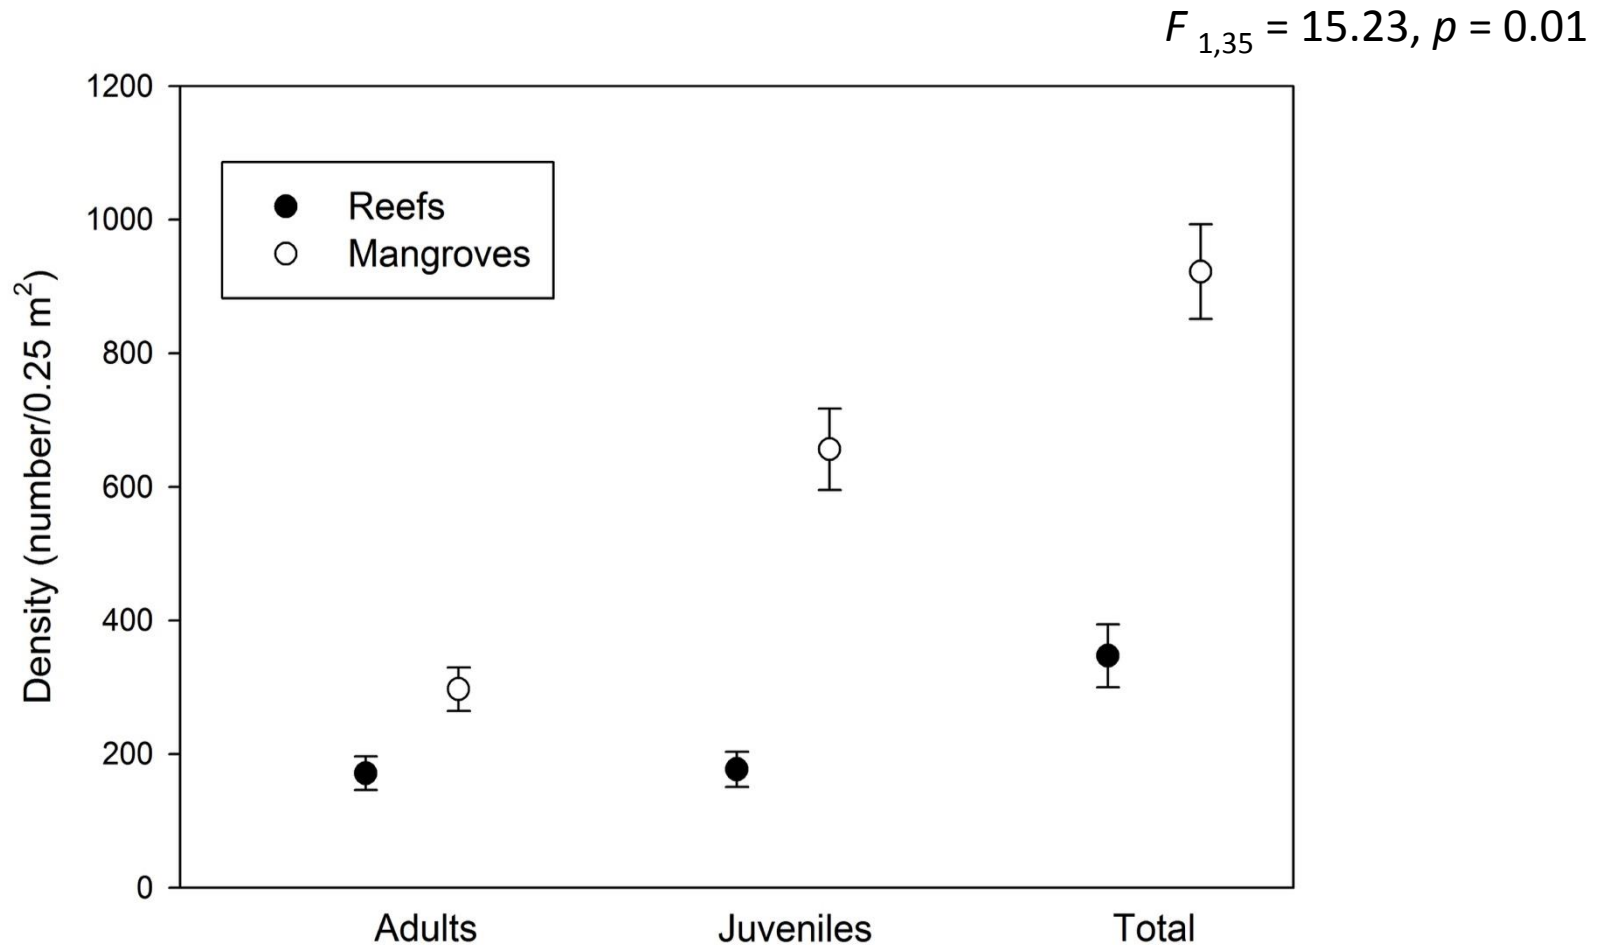 F 1,35 = 15.23, p = 0.01
1200
1000
800
600
400
200
0
Density (number/0.25 m²)
Reefs
Mangroves
Adults
Juveniles
Total